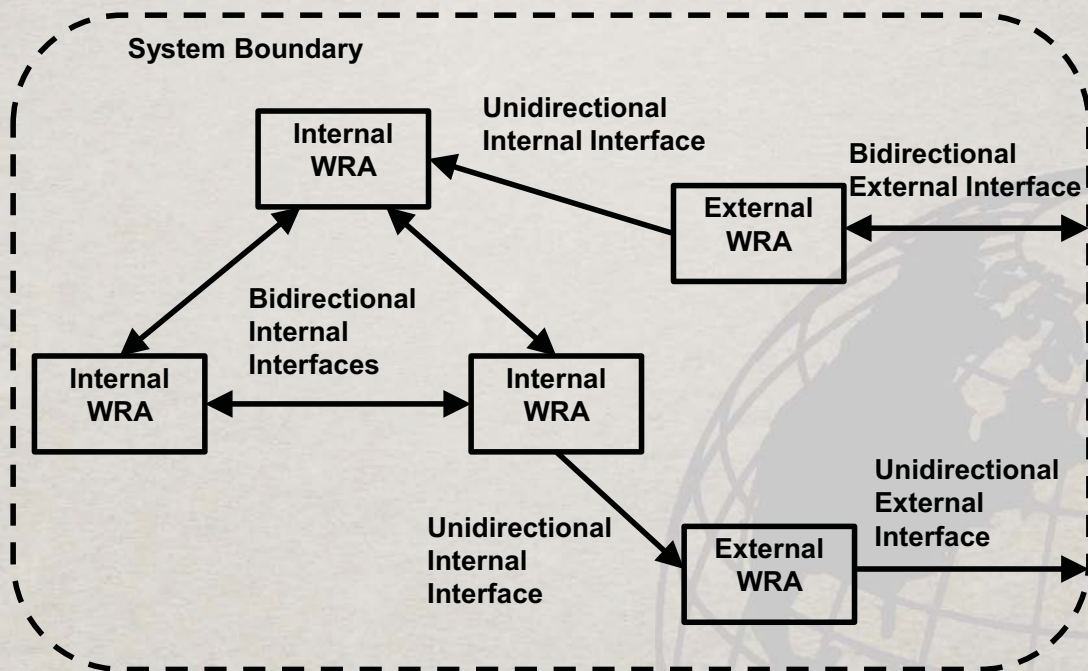 System Boundary
Unidirectional
Internal Interface
Internal
WRA
Bidirectional
External Interface
External
WRA
Bidirectional
Internal
Interfaces
Internal
WRA
Internal
WRA
Unidirectional
External
Interface
Unidirectional
Internal
Interface
External
WRA